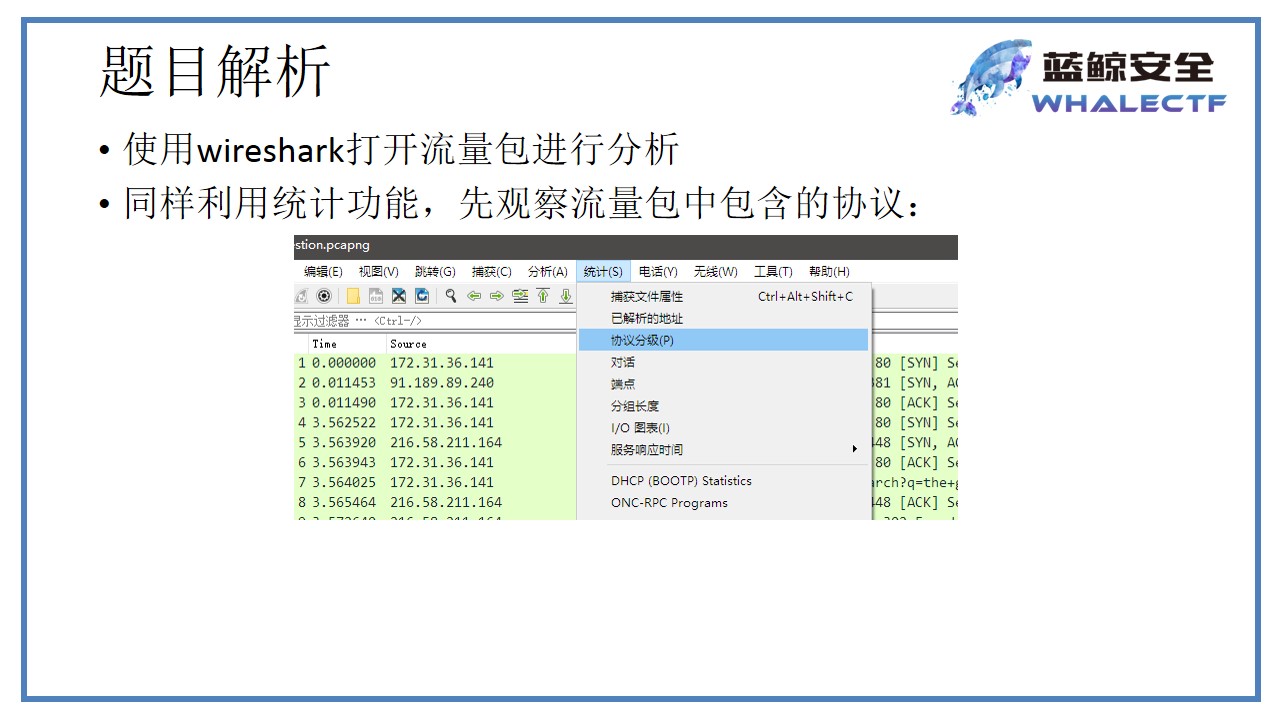 题目解析
蓝鲸安全
WHALECTF
• 使用wireshark打开流量包进行分析
• 同样利用统计功能，先观察流量包中包含的协议：
stion.pcapng
编辑(E) 视图(V) 跳转(G) 捕获(C) 分析(A) 统计(S) 电话(Y) 无线(W) 工具(T) 帮助(H)
捕获文件属性 Ctrl+Alt+Shift+C
显示过滤器 … <Ctrl-/>
已解析的地址
Time Source
协议分级(P)
1 0.000000 172.31.36.141 80 [SYN] Se
对话
2 0.011453 91.189.89.240 381 [SYN, AC
端点
3 0.011490 172.31.36.141 80 [ACK] Se
分组长度
4 3.562522 172.31.36.141 80 [SYN] Se
I/O 图表(I)
5 3.563920 216.58.211.164 448 [SYN, AC
服务响应时间
6 3.563943 172.31.36.141 80 [ACK] Se
DHCP (BOOTP) Statistics
7 3.564025 172.31.36.141 arch?q=the+g
ONC-RPC Programs
8 3.565464 216.58.211.164 448 [ACK] Se